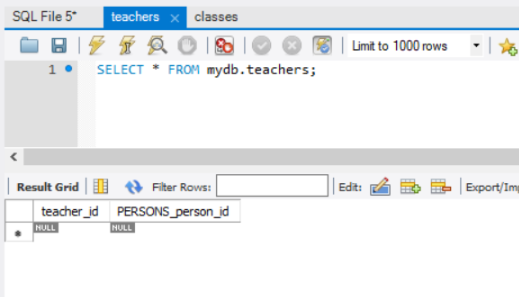 SQL File 5* teachers × classes
Limit to 1000 rows
1 SELECT * FROM mydb.teachers;
Result Grid Filter Rows: Edit: Export/Imp
teacher_id PERSONS_person_id
* NULL NULL